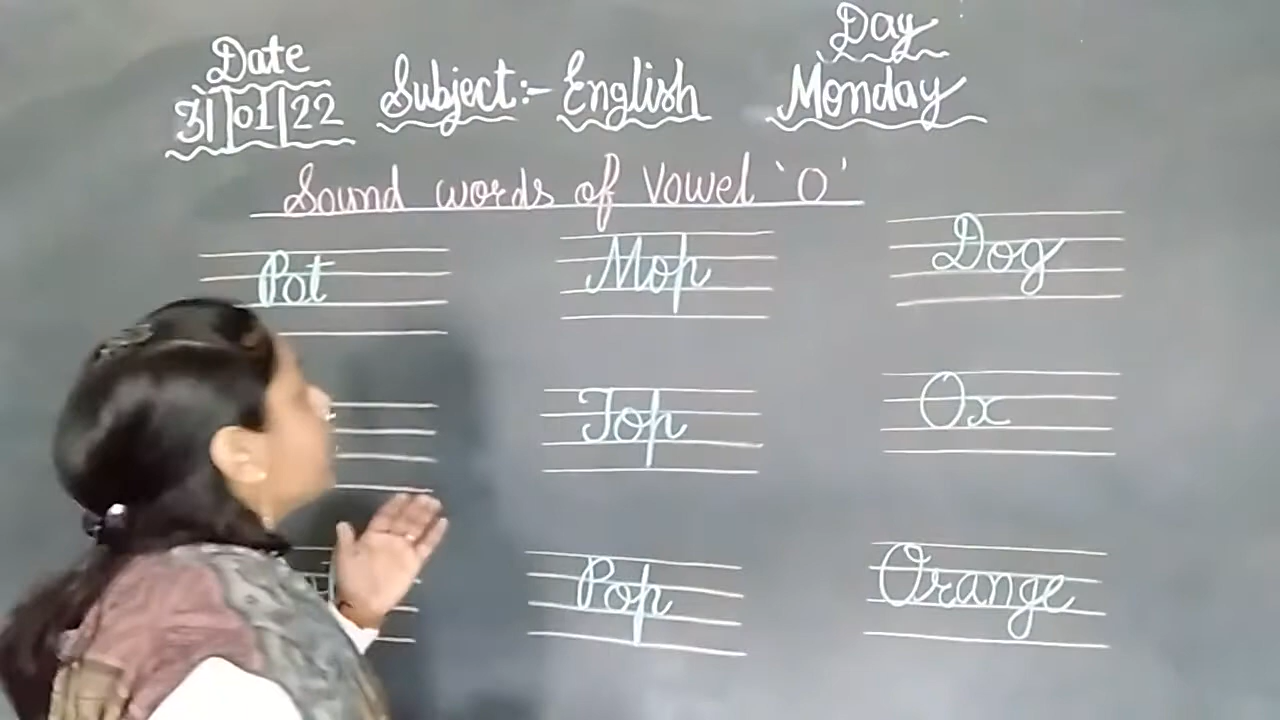 Date
31|01|22
Subject:- English
Day
Monday
Sound words of Vowel 'O'
Pot Mop Dog
Top Ox
Pop Orange